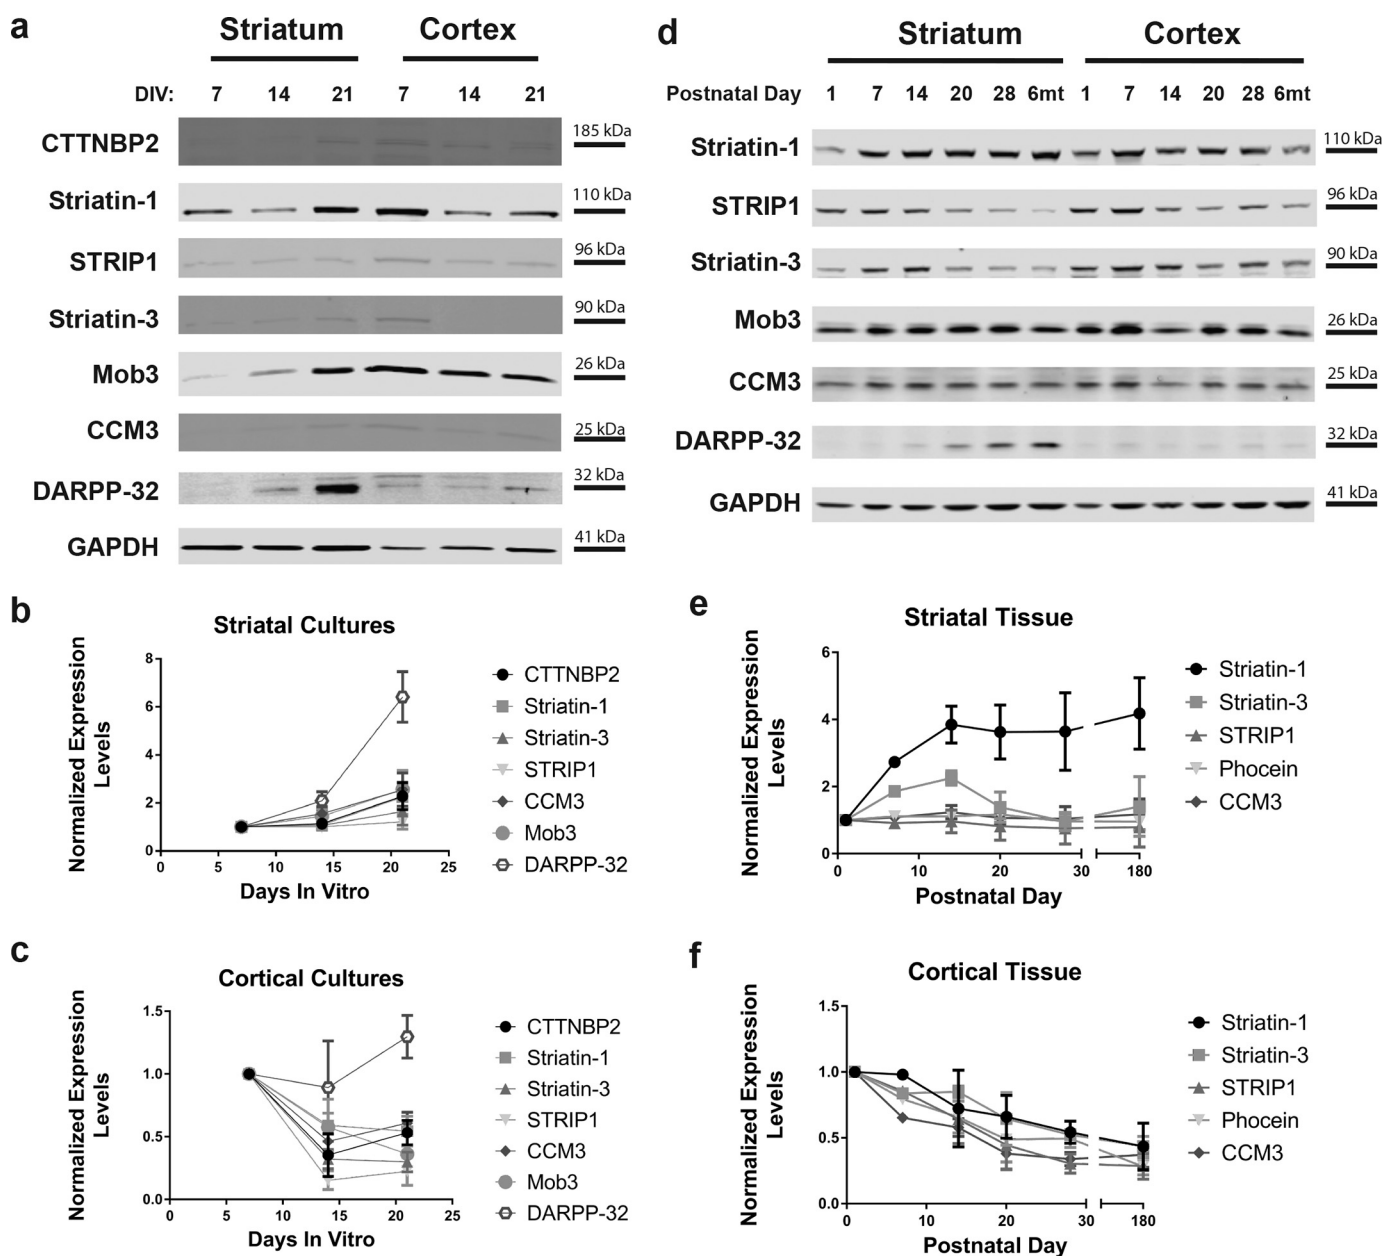 a
Striatum Cortex
DIV: 7 14 21 7 14 21
CTTNBP2 185 kDa
Striatin-1 110 kDa
STRIP1 96 kDa
Striatin-3 90 kDa
Mob3 26 kDa
CCM3 25 kDa
DARPP-32 32 kDa
GAPDH 41 kDa
b
Striatal Cultures
Normalized Expression
Levels
8
6
4
2
0
0 5 10 15 20 25
Days In Vitro
CTTNBP2
Striatin-1
Striatin-3
STRIP1
CCM3
Mob3
DARPP-32
c
Cortical Cultures
Normalized Expression
Levels
1.5
1.0
0.5
0.0
0 5 10 15 20 25
Days In Vitro
CTTNBP2
Striatin-1
Striatin-3
STRIP1
CCM3
Mob3
DARPP-32
d
Striatum Cortex
Postnatal Day 1 7 14 20 28 6mt 1 7 14 20 28 6mt
Striatin-1 110 kDa
STRIP1 96 kDa
Striatin-3 90 kDa
Mob3 26 kDa
CCM3 25 kDa
DARPP-32 32 kDa
GAPDH 41 kDa
e
Striatal Tissue
Normalized Expression
Levels
6
4
2
0
0 10 20 30 180
Postnatal Day
Striatin-1
Striatin-3
STRIP1
Phocein
CCM3
f
Cortical Tissue
Normalized Expression
Levels
1.5
1.0
0.5
0.0
0 10 20 30 180
Postnatal Day
Striatin-1
Striatin-3
STRIP1
Phocein
CCM3